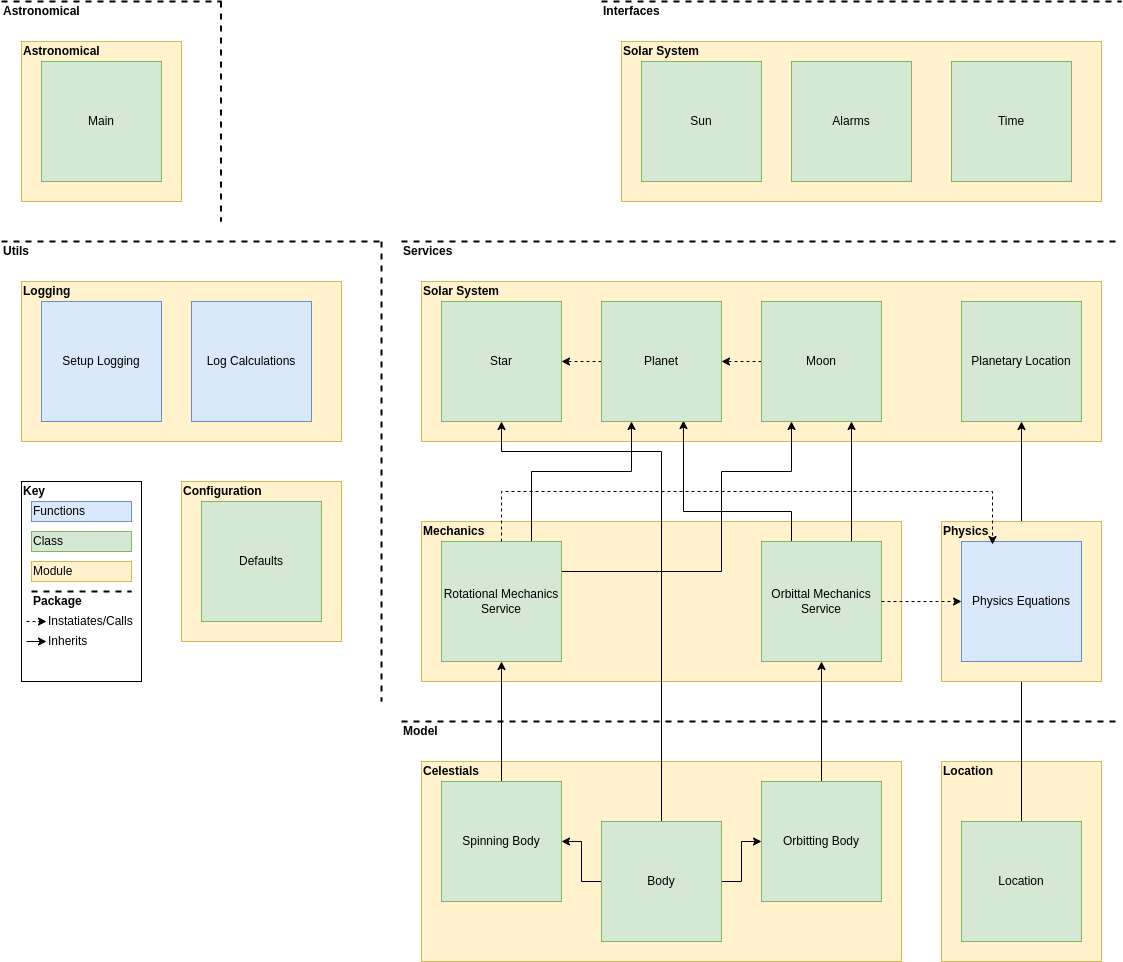 Astronomical
Interfaces
Astronomical
Main
Solar System
Sun
Alarms
Time
Utils
Services
Logging
Setup Logging
Log Calculations
Solar System
Star
Planet
Moon
Planetary Location
Key
Functions
Class
Module
Package
Instatiates/Calls
Inherits
Configuration
Defaults
Mechanics
Rotational Mechanics
Service
Orbittal Mechanics
Service
Physics
Physics Equations
Model
Celestials
Spinning Body
Body
Orbitting Body
Location
Location